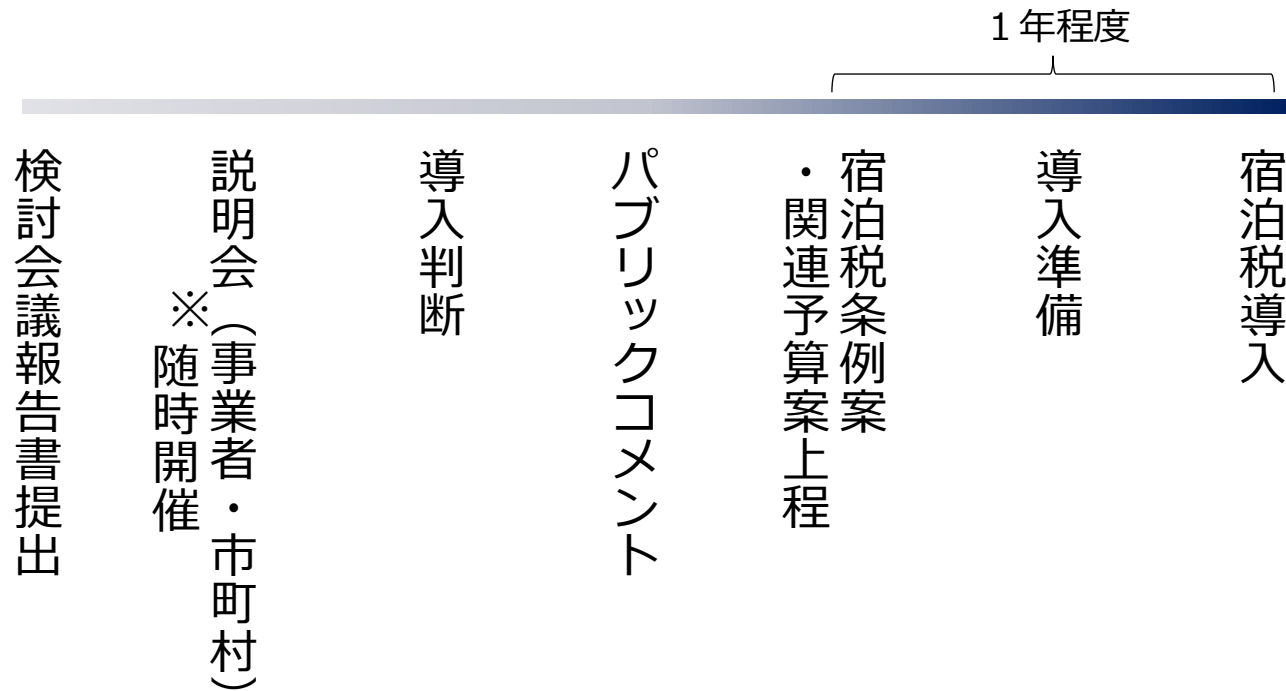 １年程度
検討会議報告書提出
説明会（事業者・市町村）
※随時開催
導入判断
パブリックコメント
宿泊税条例案
・関連予算案上程
導入準備
宿泊税導入